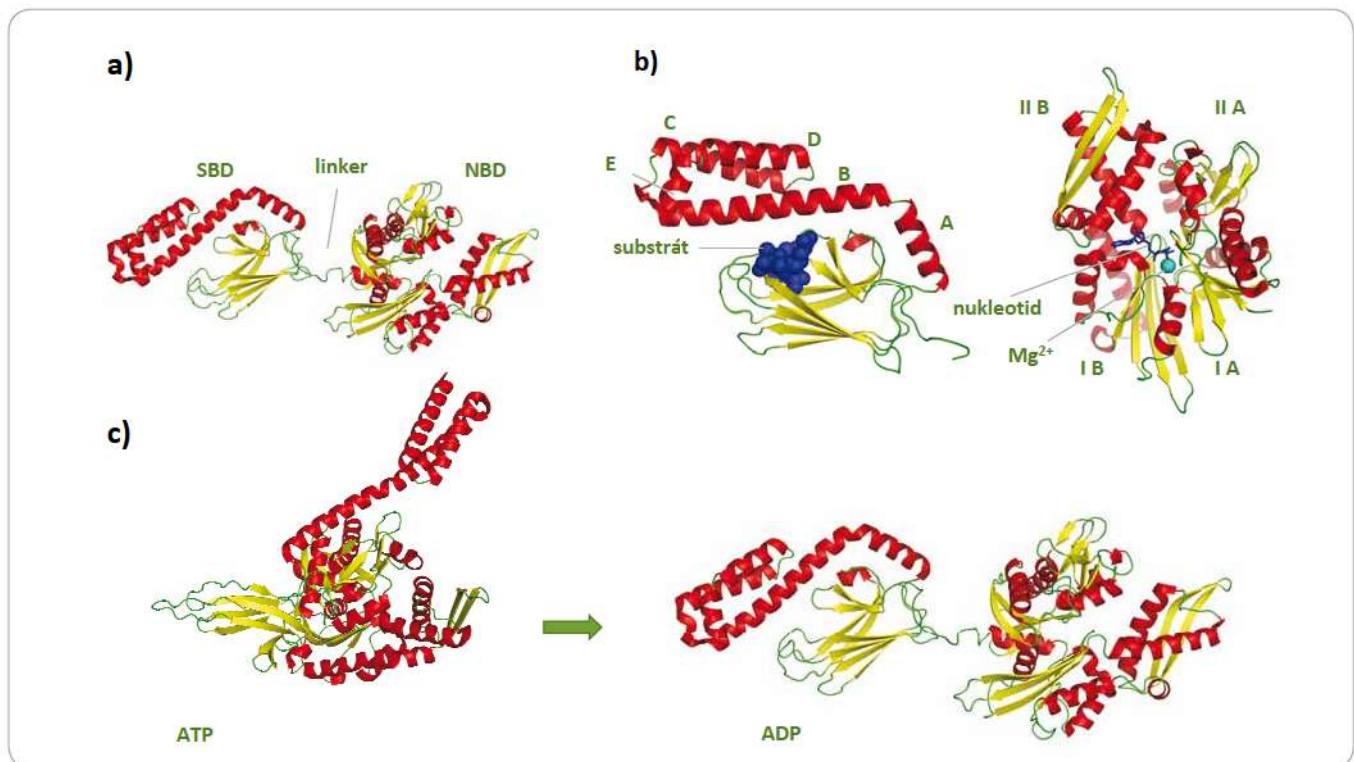 a)
SBD
linker
NBD
b)
C
D
E
B
A
substrát
II B
II A
nukleotid
Mg²⁺
I B
I A
c)
ATP
ADP